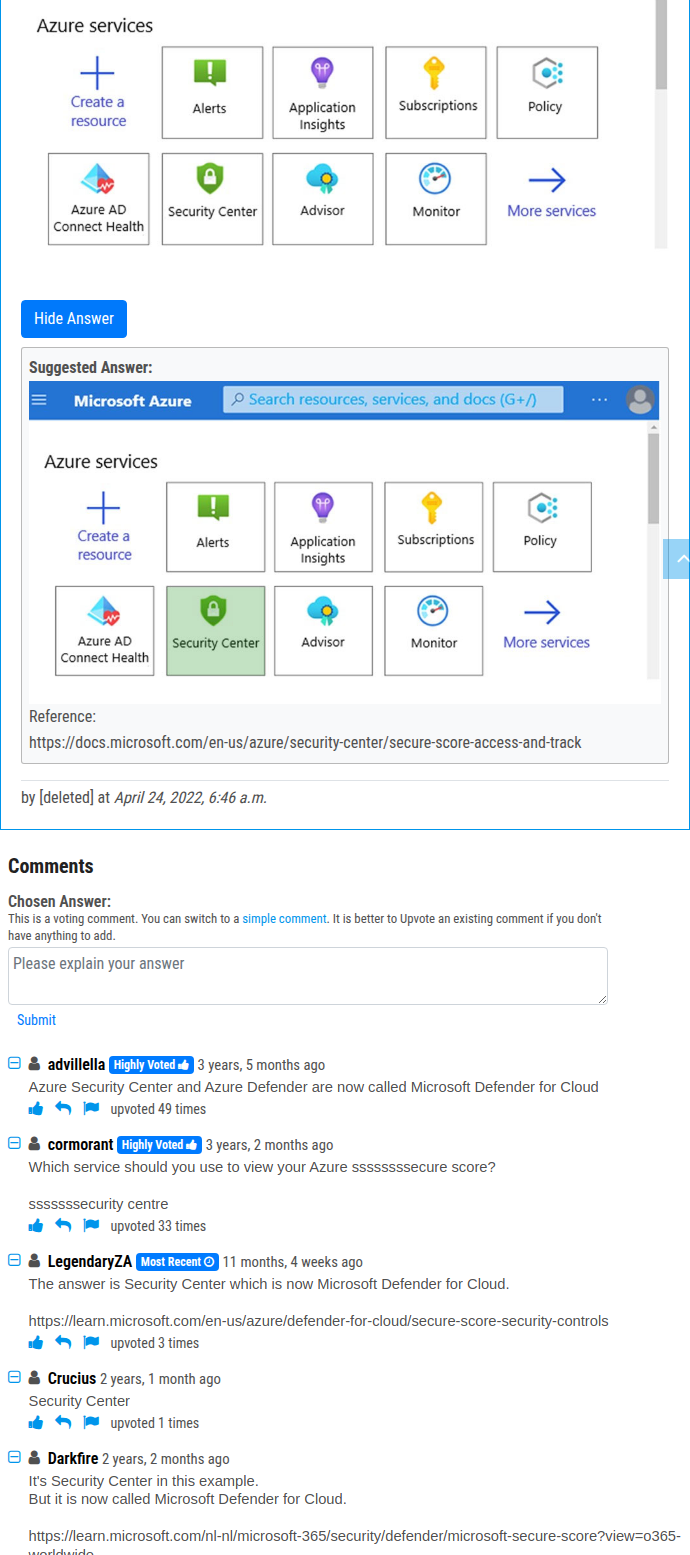 Azure services
Create a
resource
Alerts
Application
Insights
Subscriptions
Policy
Azure AD
Connect Health
Security Center
Advisor
Monitor
More services
Hide Answer
Suggested Answer:
Microsoft Azure
Search resources, services, and docs (G+/)
...
Azure services
Create a
resource
Alerts
Application
Insights
Subscriptions
Policy
Azure AD
Connect Health
Security Center
Advisor
Monitor
More services
Reference:
https://docs.microsoft.com/en-us/azure/security-center/secure-score-access-and-track
by [deleted] at April 24, 2022, 6:46 a.m.
Comments
Chosen Answer:
This is a voting comment. You can switch to a simple comment. It is better to Upvote an existing comment if you don't
have anything to add.
Please explain your answer
Submit
advillella Highly Voted 3 years, 5 months ago
Azure Security Center and Azure Defender are now called Microsoft Defender for Cloud
upvoted 49 times
cormorant Highly Voted 3 years, 2 months ago
Which service should you use to view your Azure ssssssssecure score?
sssssssecurity centre
upvoted 33 times
LegendaryZA Most Recent 11 months, 4 weeks ago
The answer is Security Center which is now Microsoft Defender for Cloud.
https://learn.microsoft.com/en-us/azure/defender-for-cloud/secure-score-security-controls
upvoted 3 times
Crucius 2 years, 1 month ago
Security Center
upvoted 1 times
Darkfire 2 years, 2 months ago
It's Security Center in this example.
But it is now called Microsoft Defender for Cloud.
https://learn.microsoft.com/nl-nl/microsoft-365/security/defender/microsoft-secure-score?view=o365-
worldwide